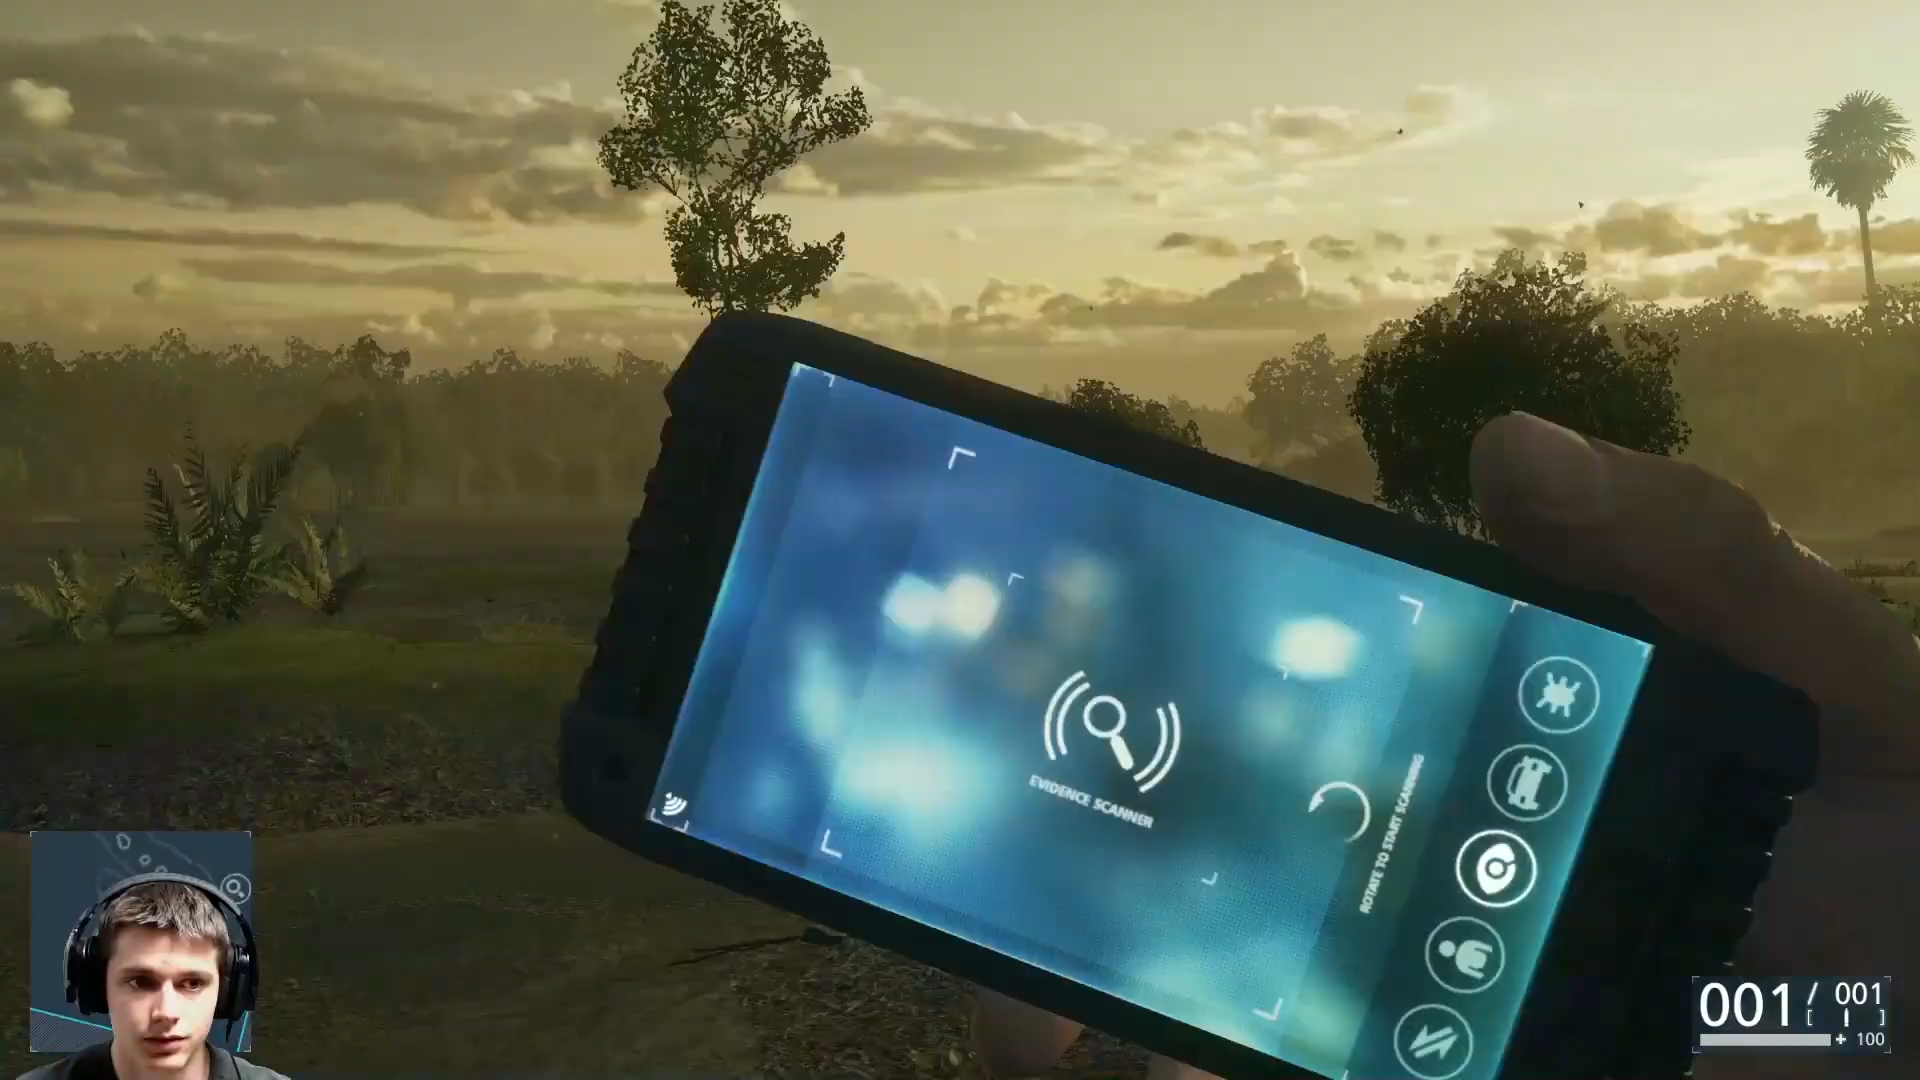 EVIDENCE SCANNER
ROTATE TO START SCANNING
001 / 001
[ ! ]
+ 100